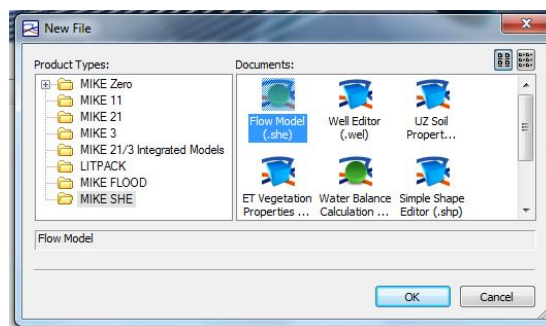 New File
Product Types:
MIKE Zero
MIKE 11
MIKE 21
MIKE 3
MIKE 21/3 Integrated Models
LITPACK
MIKE FLOOD
MIKE SHE
Documents:
Flow Model
(.she)
Well Editor
(.wel)
UZ Soil
Propert...
ET Vegetation
Properties ...
Water Balance
Calculation ...
Simple Shape
Editor (.shp)
Flow Model
OK
Cancel